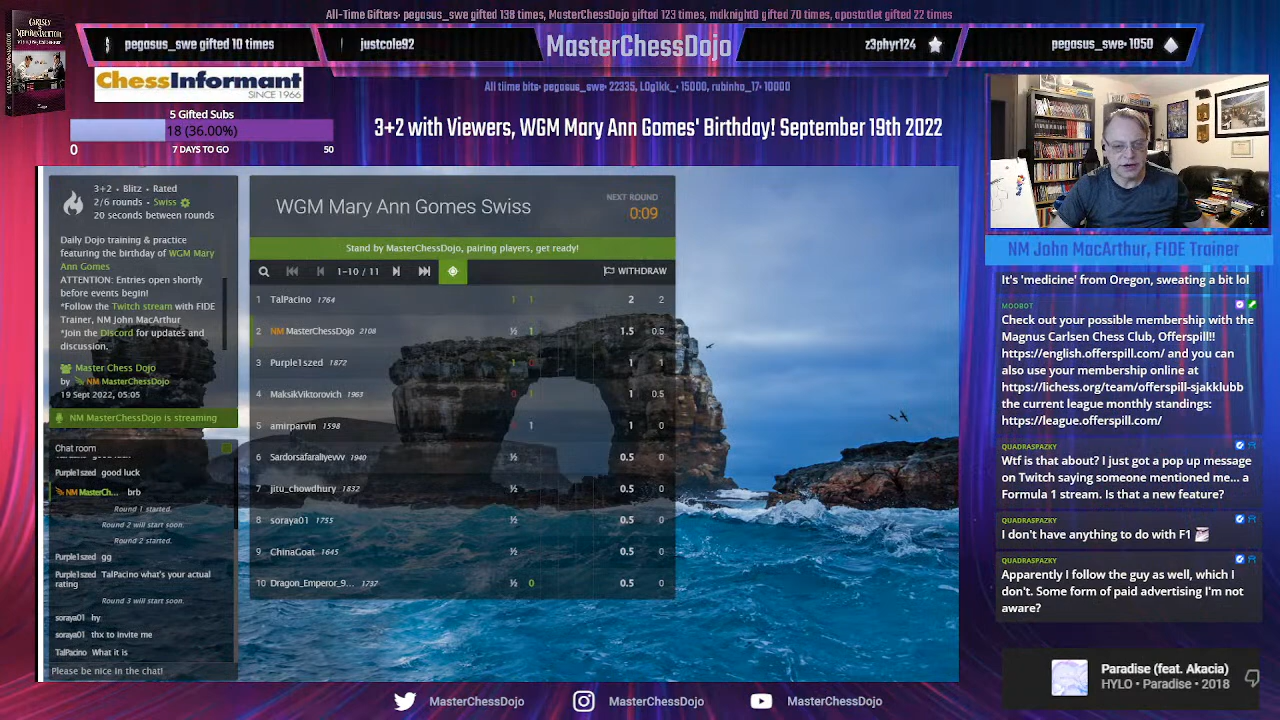 All-Time Gifters• pegasus_swe gifted 138 times, MasterChessDojo gifted 123 times, mdknight0 gifted 70 times, apostatlet gifted 22 times
pegasus_swe gifted 10 times
justcole92
MasterChessDojo
z3phyr124
pegasus_swe• 1050
ChessInformant
SINCE 1966
All tiime bits• pegasus_swe• 22335, L0g1kk_• 15000, rubinho_17• 10000
5 Gifted Subs
18 (36.00%)
0
7 DAYS TO GO
50
3+2 with Viewers, WGM Mary Ann Gomes' Birthday! September 19th 2022
3+2 • Blitz • Rated
2/6 rounds • Swiss
20 seconds between rounds
Daily Dojo training & practice
featuring the birthday of WGM Mary
Ann Gomes
ATTENTION: Entries open shortly
before events begin!
*Follow the Twitch stream with FIDE
Trainer, NM John MacArthur
*Join the Discord for updates and
discussion.
Master Chess Dojo
by NM MasterChessDojo
19 Sept 2022, 05:05
NM MasterChessDojo is streaming
Chat room
Purple1szed good luck
NM MasterCh... brb
Round 1 started.
Round 2 will start soon.
Round 2 started.
Purple1szed gg
Purple1szed TalPacino what's your actual
rating
Round 3 will start soon.
soraya01 hy
soraya01 thx to invite me
TalPacino What it is
Please be nice in the chat!
WGM Mary Ann Gomes Swiss
NEXT ROUND
0:09
Stand by MasterChessDojo, pairing players, get ready!
1-10 / 11
WITHDRAW
1 TalPacino 1764 1 1 2 2
2 NM MasterChessDojo 2108 ½ 1 1.5 0.5
3 Purple1szed 1872 1 0 1 1
4 MaksikViktorovich 1963 0 1 1 0.5
5 amirparvin 1598 1 1 0
6 Sardorsafaraliyevvv 1940 ½ 0.5 0
7 jitu_chowdhury 1832 ½ 0.5 0
8 soraya01 1755 ½ 0.5 0
9 ChinaGoat 1645 ½ 0.5 0
10 Dragon_Emperor_9... 1737 ½ 0 0.5 0
NM John MacArthur, FIDE Trainer
It's 'medicine' from Oregon, sweating a bit lol
MOOBOT
Check out your possible membership with the
Magnus Carlsen Chess Club, Offerspill!!
https://english.offerspill.com/ and you can
also use your membership online at
https://lichess.org/team/offerspill-sjakklubb
the current league monthly standings:
https://league.offerspill.com/
QUADRASPAZKY
Wtf is that about? I just got a pop up message
on Twitch saying someone mentioned me... a
Formula 1 stream. Is that a new feature?
QUADRASPAZKY
I don't have anything to do with F1
QUADRASPAZKY
Apparently I follow the guy as well, which I
don't. Some form of paid advertising I'm not
aware?
Paradise (feat. Akacia)
HYLO • Paradise • 2018
MasterChessDojo
MasterChessDojo
MasterChessDojo